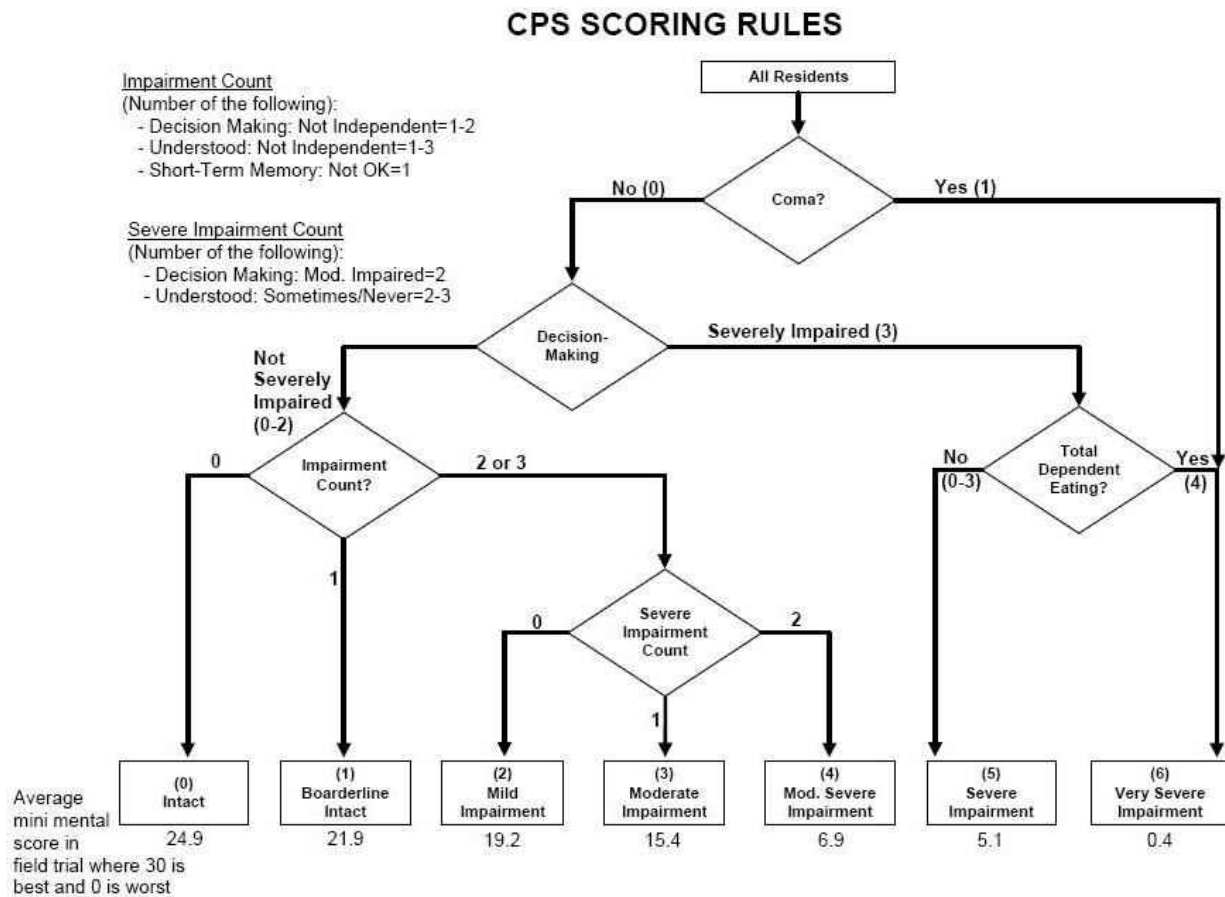 CPS SCORING RULES
Impairment Count
(Number of the following):
- Decision Making: Not Independent=1-2
- Understood: Not Independent=1-3
- Short-Term Memory: Not OK=1
Severe Impairment Count
(Number of the following):
- Decision Making: Mod. Impaired=2
- Understood: Sometimes/Never=2-3
All Residents
No (0)
Coma?
Yes (1)
Decision-
Making
Severely Impaired (3)
Not
Severely
Impaired
(0-2)
0
Impairment
Count?
2 or 3
1
No
(0-3)
Total
Dependent
Eating?
Yes
(4)
0
Severe
Impairment
Count
2
1
(0)
Intact
24.9
(1)
Boarderline
Intact
21.9
(2)
Mild
Impairment
19.2
(3)
Moderate
Impairment
15.4
(4)
Mod. Severe
Impairment
6.9
(5)
Severe
Impairment
5.1
(6)
Very Severe
Impairment
0.4
Average
mini mental
score in
field trial where 30 is
best and 0 is worst